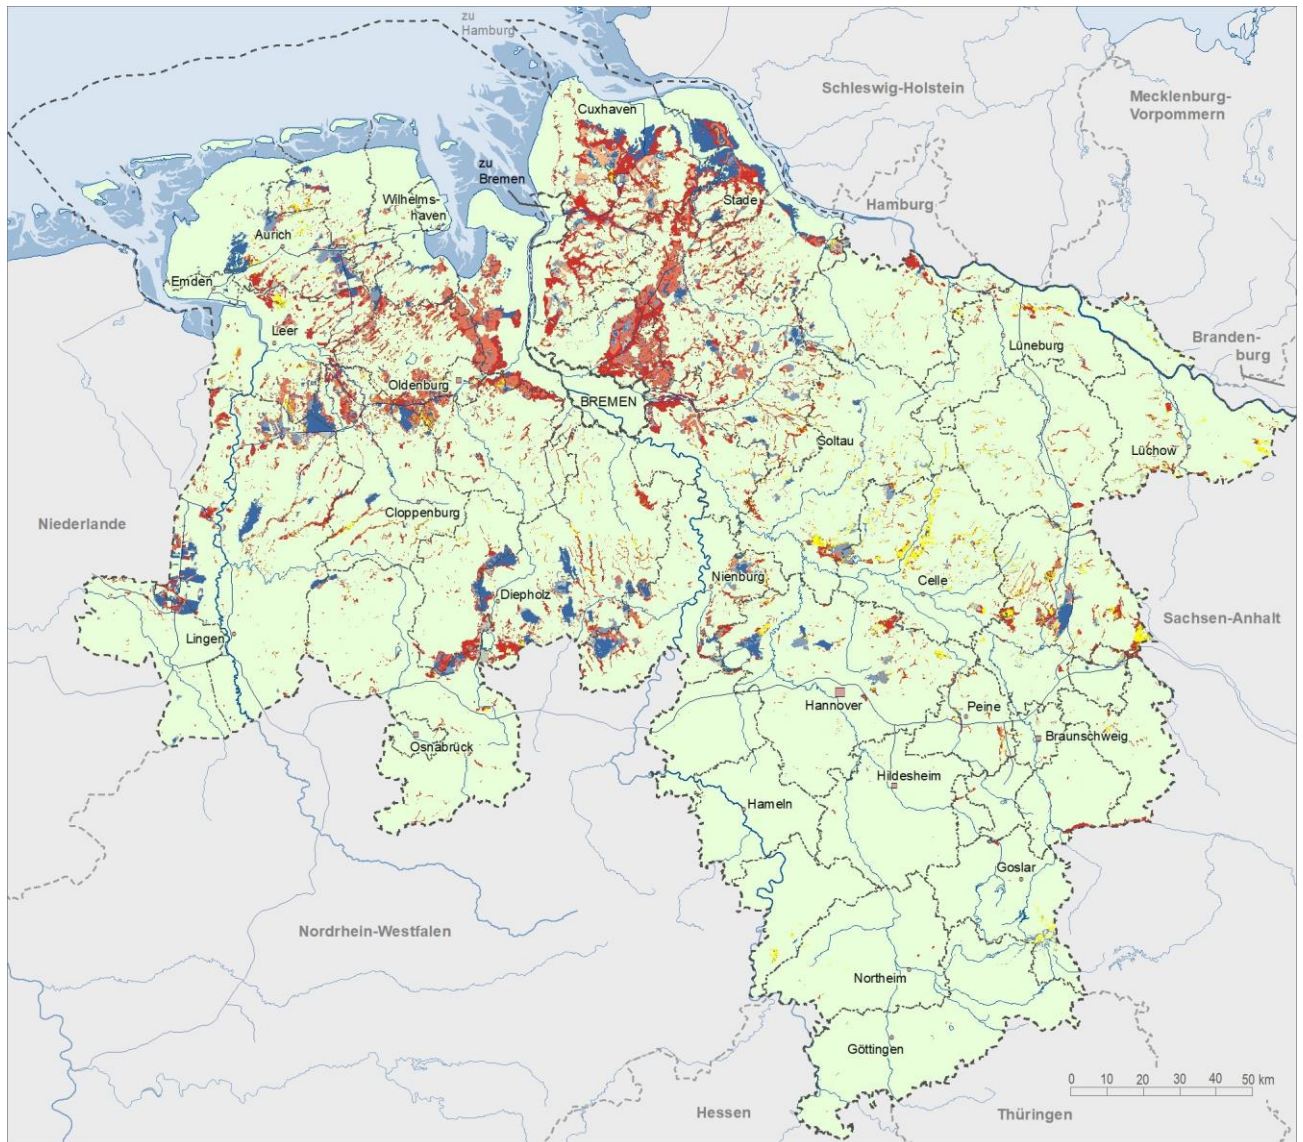 zu
Hamburg
Schleswig-Holstein
Mecklenburg-
Vorpommern
Cuxhaven
zu
Bremen
Stade
Hamburg
Wilhelms-
haven
Aurich
Emden
Leer
Lüneburg
Branden-
burg
Oldenburg
BREMEN
Soltau
Lüchow
Niederlande
Cloppenburg
Nienburg
Celle
Diepholz
Sachsen-Anhalt
Lingen
Hannover
Peine
Braunschweig
Osnabrück
Hildesheim
Hameln
Goslar
Nordrhein-Westfalen
Northeim
Göttingen
0 10 20 30 40 50 km
Hessen
Thüringen